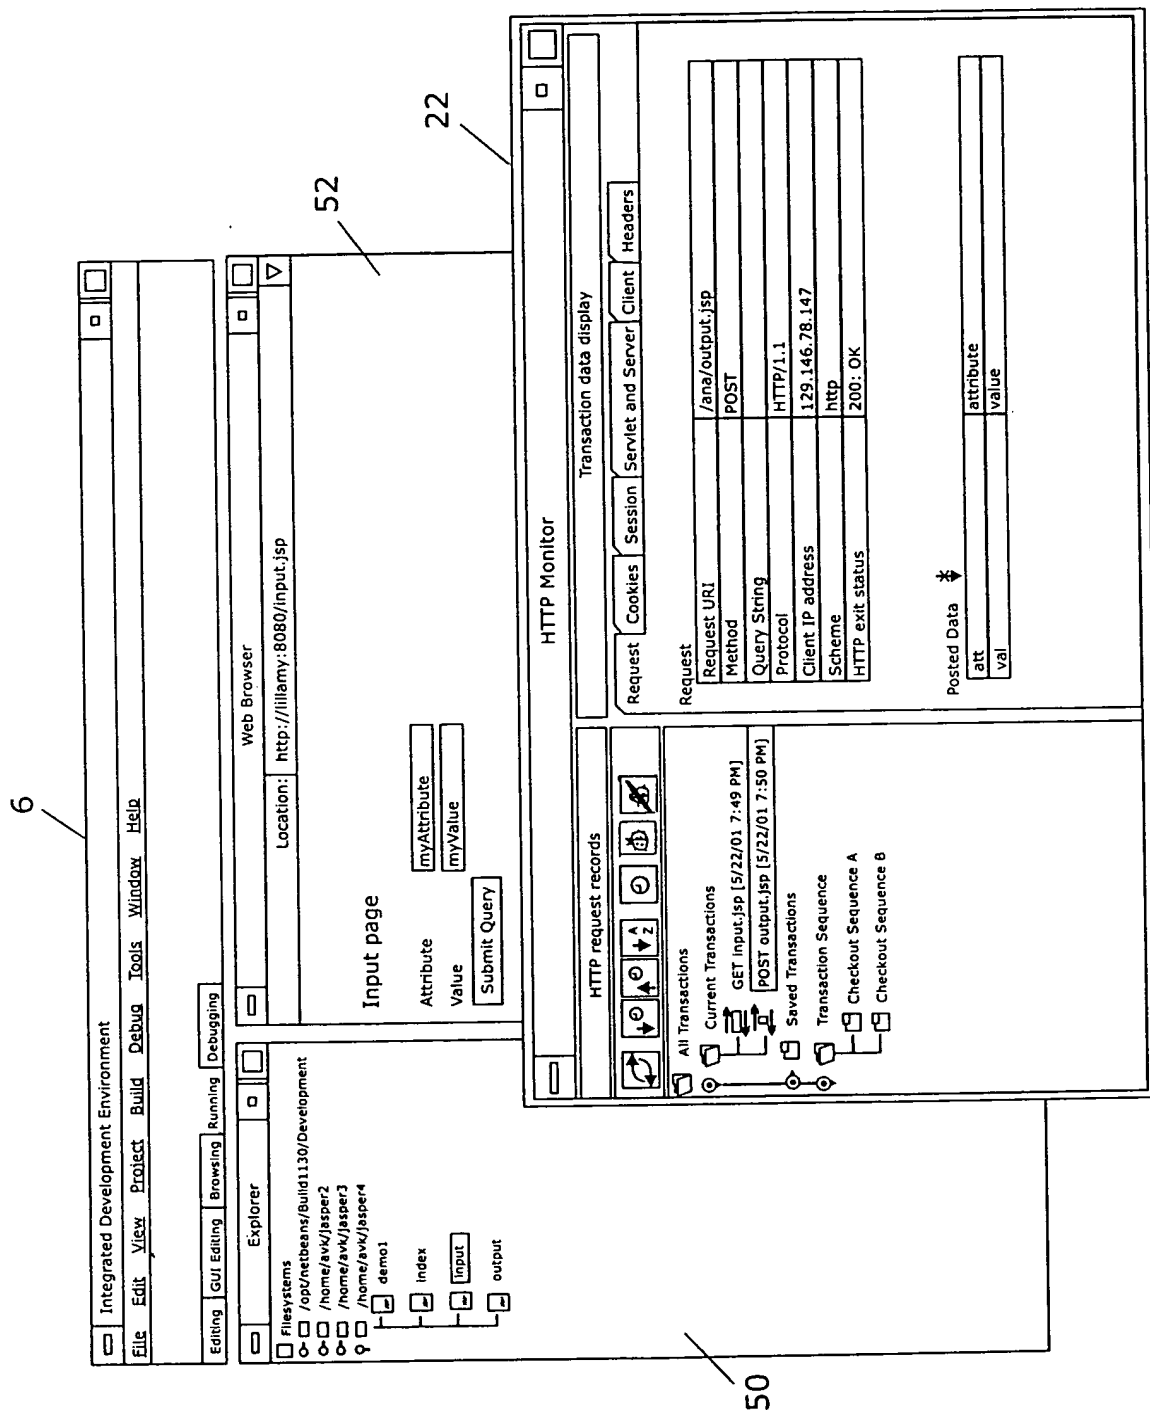 6
Integrated Development Environment
File Edit View Project Build Debug Tools Window Help
Editing GUI Editing Browsing Running Debugging
Explorer
Filesystems
/opt/netbeans/Build1130/Development
/home/avk/jasper2
/home/avk/jasper3
/home/avk/jasper4
demo1
index
input
output
50
Web Browser
Location: http://lillamy:8080/input.jsp
Input page
Attribute myAttribute
Value myValue
Submit Query
52
22
HTTP Monitor
HTTP request records
A
Z
All Transactions
Current Transactions
GET input.jsp [5/22/01 7:49 PM]
POST output.jsp [5/22/01 7:50 PM]
Saved Transactions
Transaction Sequence
Checkout Sequence A
Checkout Sequence B
Transaction data display
Request Cookies Session Servlet and Server Client Headers
Request
Request URI /ana/output.jsp
Method POST
Query String
Protocol HTTP/1.1
Client IP address 129.146.78.147
Scheme http
HTTP exit status 200: OK
Posted Data
att attribute
val value